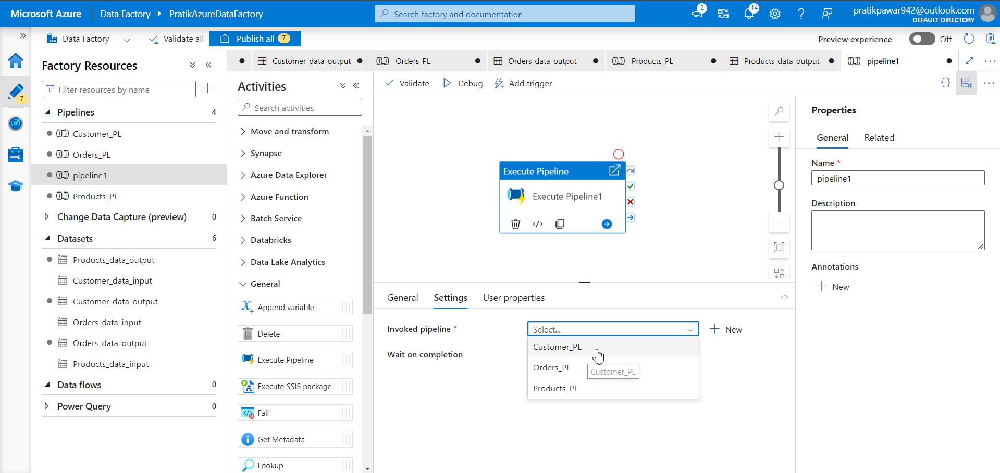 Microsoft Azure
Data Factory
PratikAzureDataFactory
Search factory and documentation
2
14
pratikpawar942@outlook.com
DEFAULT DIRECTORY
Data Factory
Validate all
Publish all 7
Preview experience
Off
7
Factory Resources
Filter resources by name
Pipelines 4
Customer_PL
Orders_PL
pipeline1
Products_PL
Change Data Capture (preview) 0
Datasets 6
Products_data_output
Customer_data_input
Customer_data_output
Orders_data_input
Orders_data_output
Products_data_input
Data flows 0
Power Query 0
Customer_data_output
Orders_PL
Orders_data_output
Products_PL
Products_data_output
pipeline1
Activities
Search activities
Move and transform
Synapse
Azure Data Explorer
Azure Function
Batch Service
Databricks
Data Lake Analytics
General
Append variable
Delete
Execute Pipeline
Execute SSIS package
Fail
Get Metadata
Lookup
Validate
Debug
Add trigger
Execute Pipeline
Execute Pipeline1
General
Settings
User properties
Invoked pipeline *
Select...
New
Customer_PL
Orders_PL
Customer_PL
Products_PL
Wait on completion
Properties
General
Related
Name *
pipeline1
Description
Annotations
New